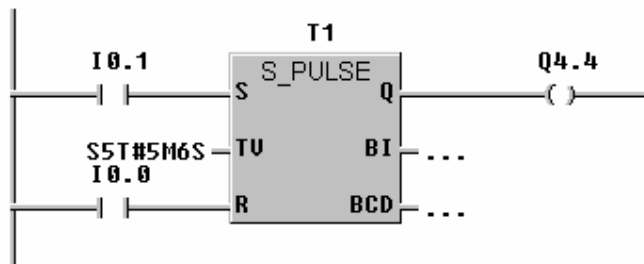 T1
I0.1
S_PULSE
Q4.4
S
Q
S5T#5M6S
TV
BI
...
I0.0
R
BCD
...